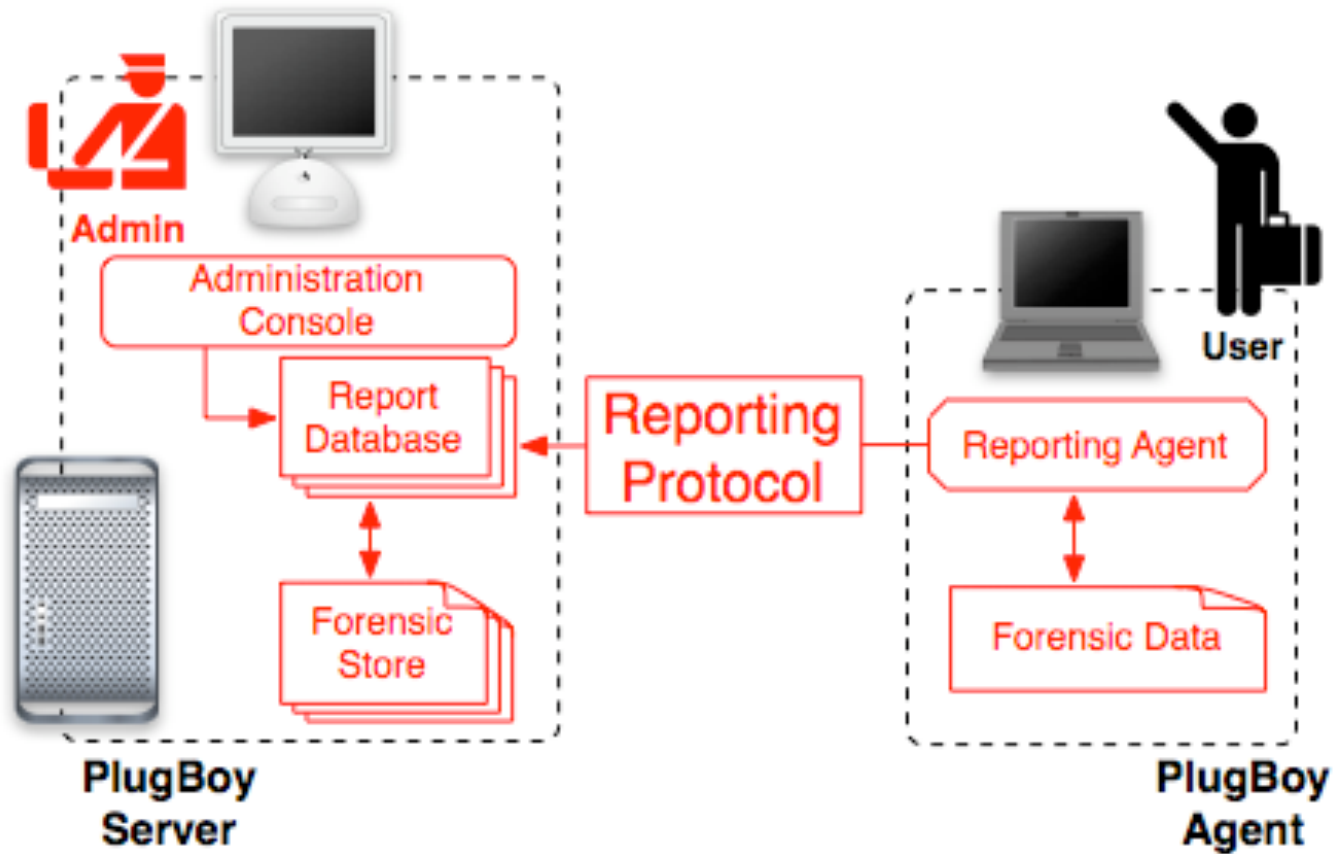 Admin
Administration
Console
Report
Database
Forensic
Store
PlugBoy
Server
Reporting
Protocol
User
Reporting Agent
Forensic Data
PlugBoy
Agent